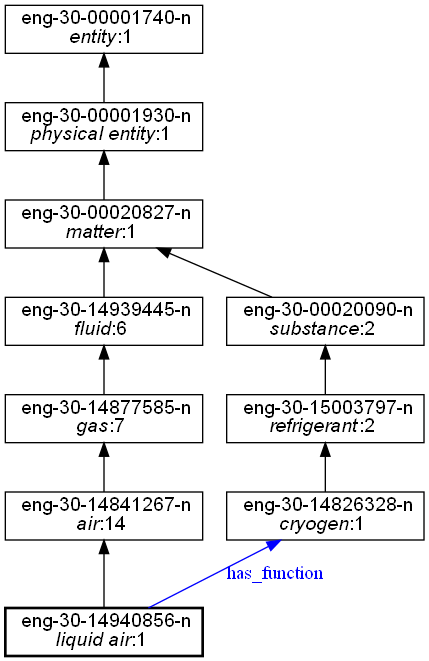 eng-30-00001740-n
entity:1
eng-30-00001930-n
physical entity:1
eng-30-00020827-n
matter:1
eng-30-14939445-n
fluid:6
eng-30-00020090-n
substance:2
eng-30-14877585-n
gas:7
eng-30-15003797-n
refrigerant:2
eng-30-14841267-n
air:14
eng-30-14826328-n
cryogen:1
has_function
eng-30-14940856-n
liquid air:1